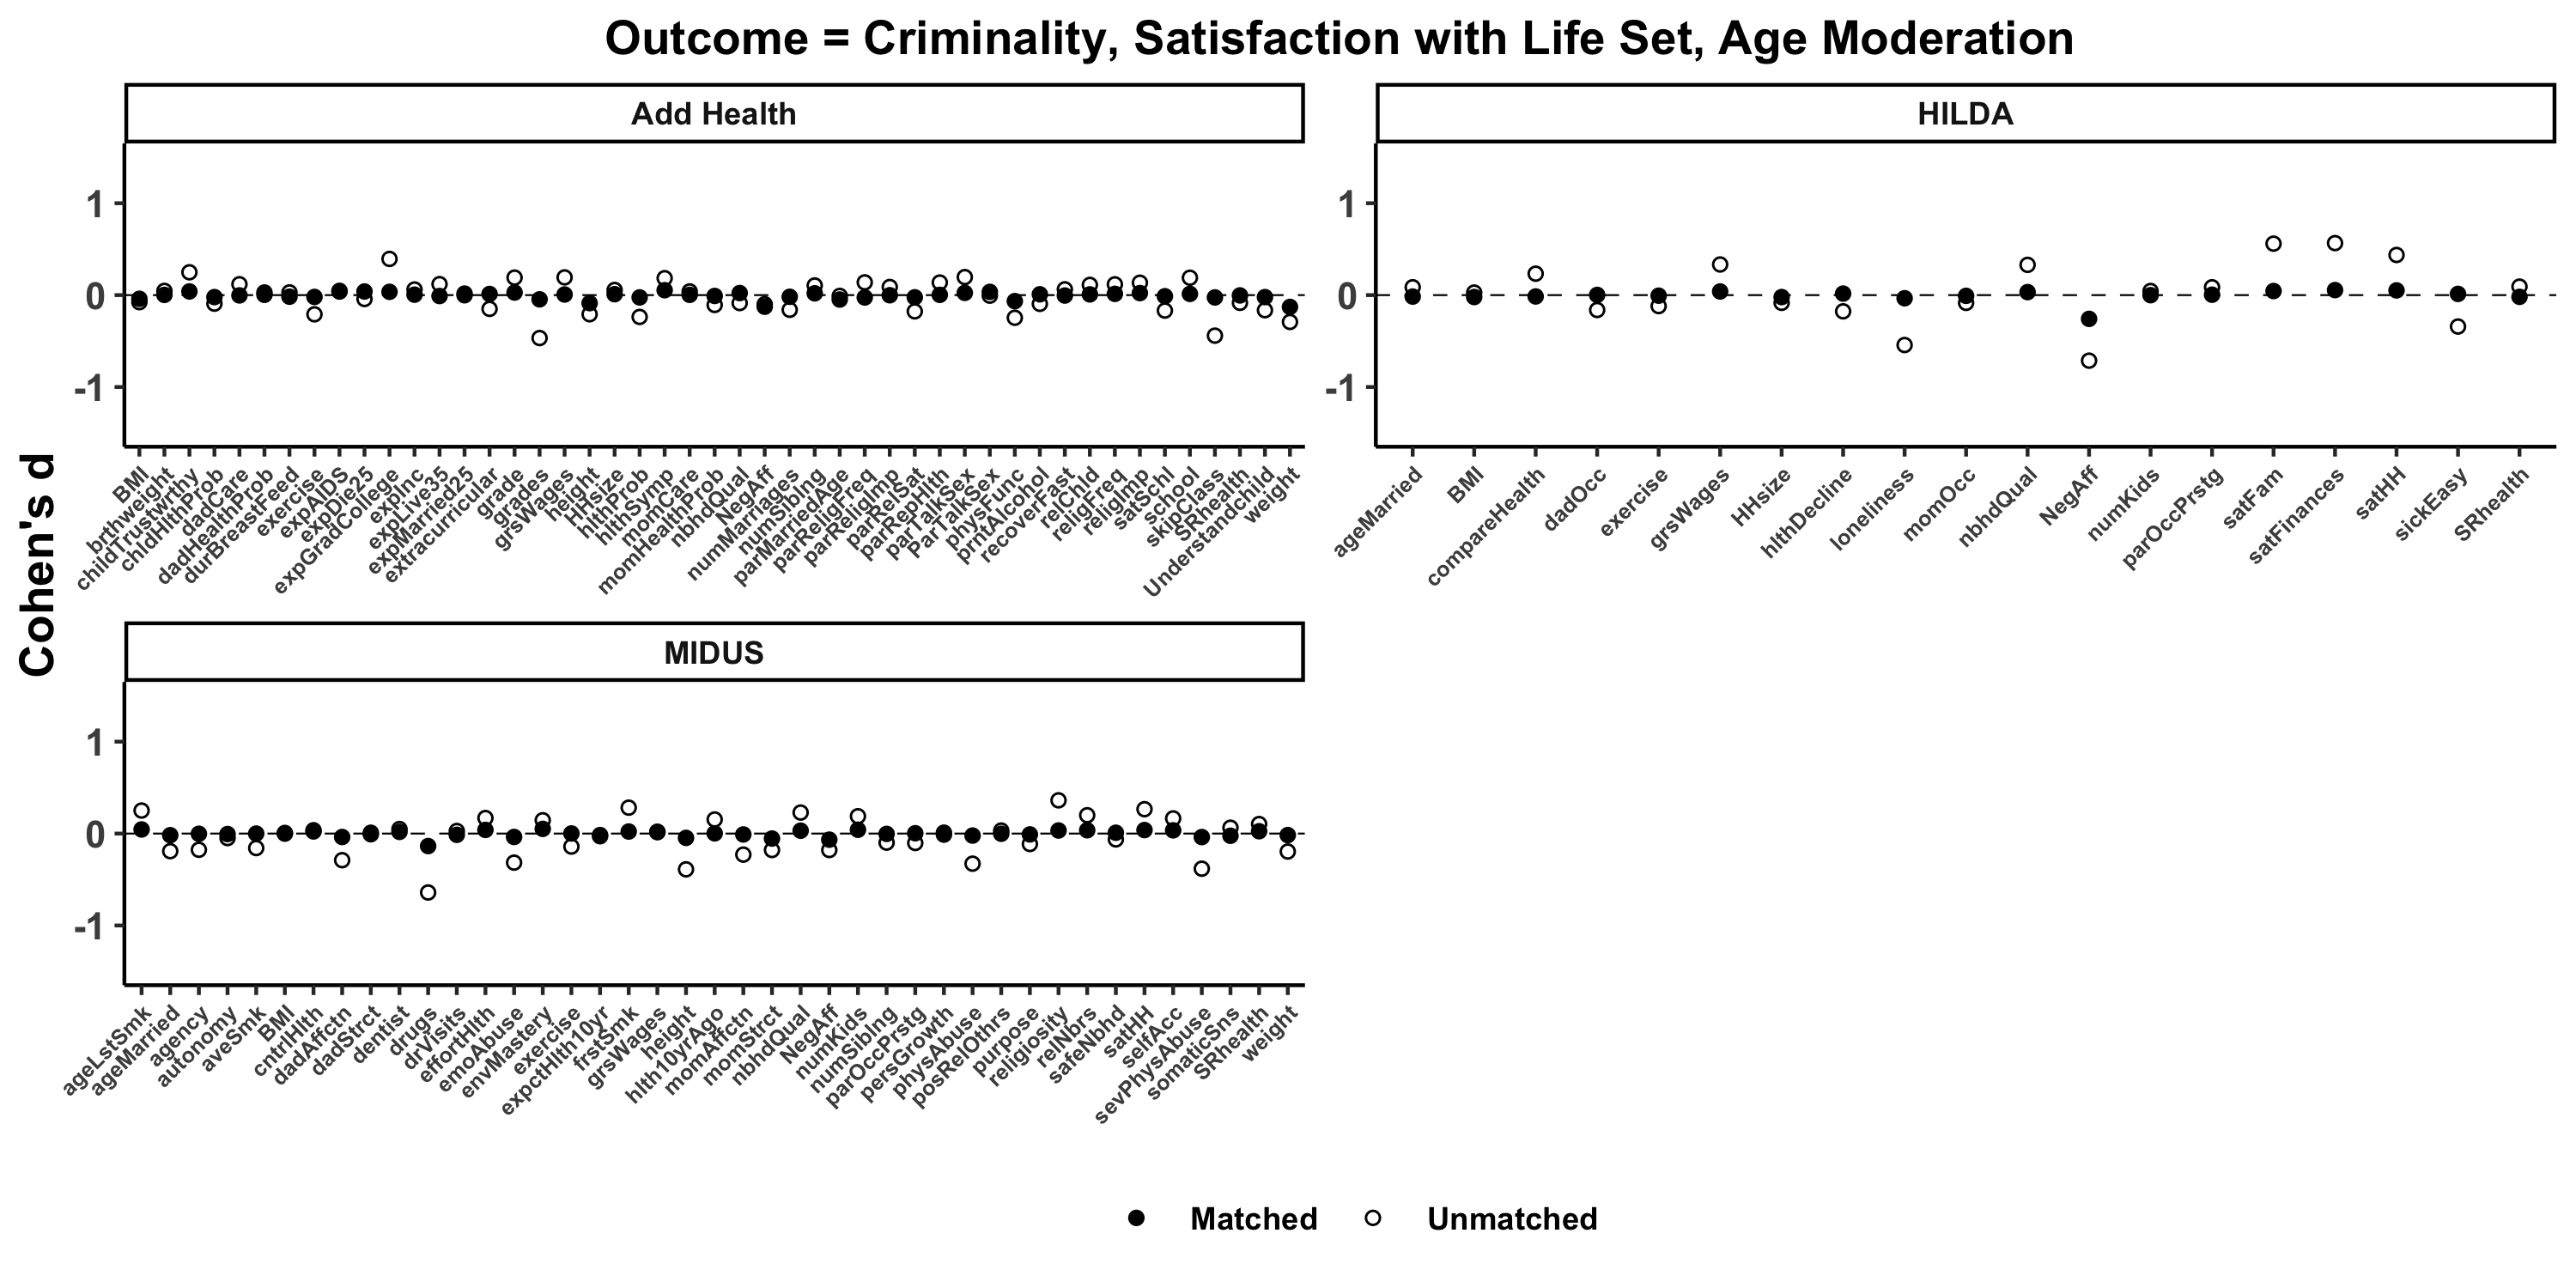 Outcome = Criminality, Satisfaction with Life Set, Age Moderation
Add Health
HILDA
1
0
-1
1
0
-1
BMI
brthweight
childTrustwrthy
chldHlthProb
dadCare
dadHealthProb
durBreastFeed
exercise
expAIDS
expDie25
expGradCollege
expInc
expLive35
expMarried25
extracurricular
grade
grades
grsWages
height
HHsize
hlthProb
hlthSymp
momCare
momHealthProb
nbhdQual
NegAff
numMarriages
numSibIng
parMarriedAge
parReligFreq
parReligImp
parRelSat
parRepHlth
parTalkSex
ParTalkSex
physFunc
prntAlcohol
recoverFast
relChld
religFreq
religImp
satSchl
school
skipClass
SRhealth
Understandchild
weight
ageMarried
BMI
compareHealth
dadOcc
exercise
grsWages
HHsize
hlthDecline
loneliness
momOcc
nbhdQual
NegAff
numKids
parOccPrstg
satFam
satFinances
satHH
sickEasy
SRhealth
Cohen's d
MIDUS
1
0
-1
ageLstSmk
ageMarried
agency
autonomy
aveSmk
BMI
cntrlHlth
dadAffctn
dadStrct
dentist
drugs
drVisits
effortHlth
emoAbuse
envMastery
exercise
expctHlth10yr
frstSmk
grsWages
height
hlth10yrAgo
momAffctn
momStrct
nbhdQual
NegAff
numKids
numSibIng
parOccPrstg
persGrowth
physAbuse
posRelOthrs
purpose
religiosity
relNbrs
safeNbhd
satHH
selfAcc
sevPhysAbuse
somaticSns
SRhealth
weight
Matched
Unmatched